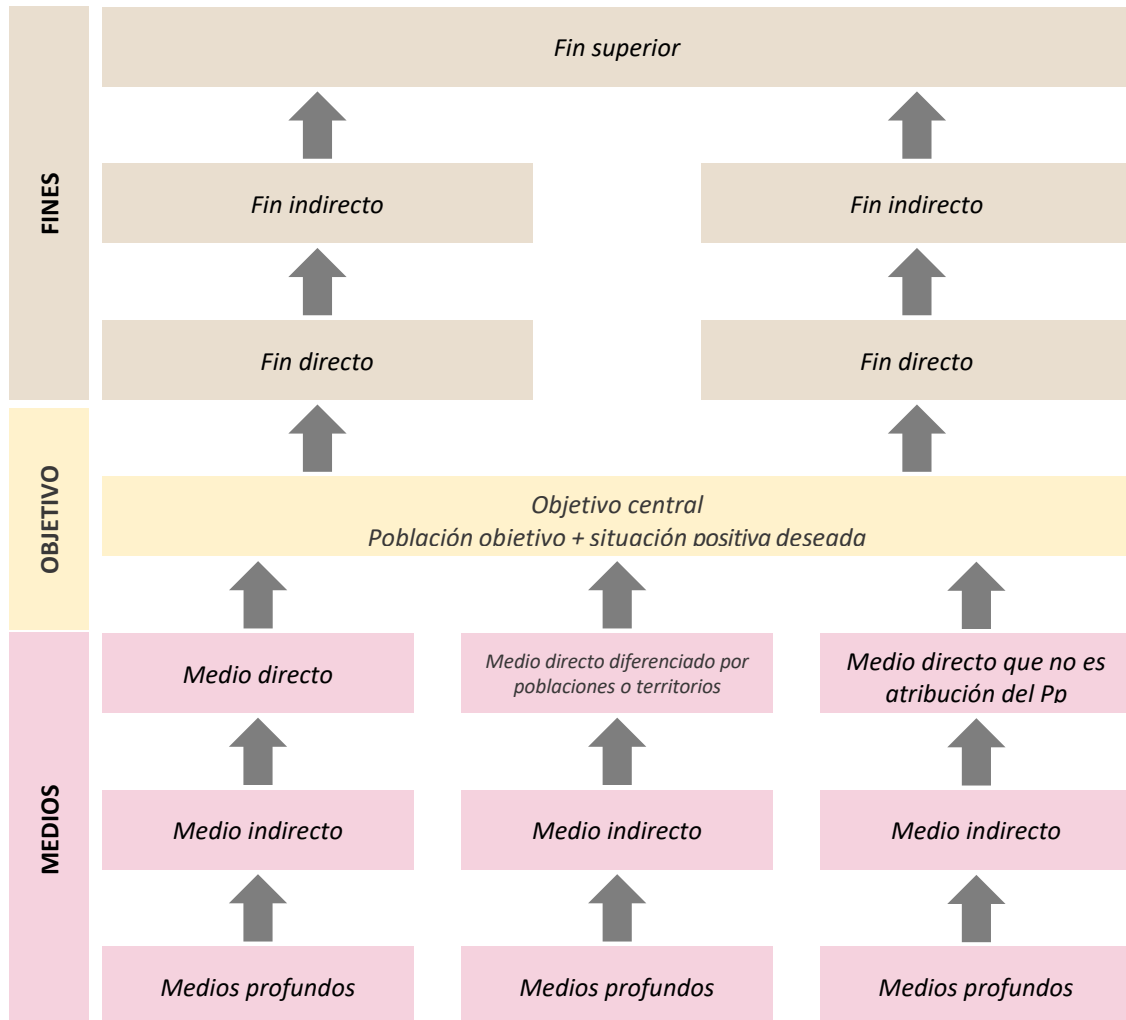 FINES
Fin superior
Fin indirecto
Fin indirecto
Fin directo
Fin directo
OBJETIVO
Objetivo central
Población objetivo + situación positiva deseada
MEDIOS
Medio directo
Medio directo diferenciado por
poblaciones o territorios
Medio directo que no es
atribución del Pp
Medio indirecto
Medio indirecto
Medio indirecto
Medios profundos
Medios profundos
Medios profundos